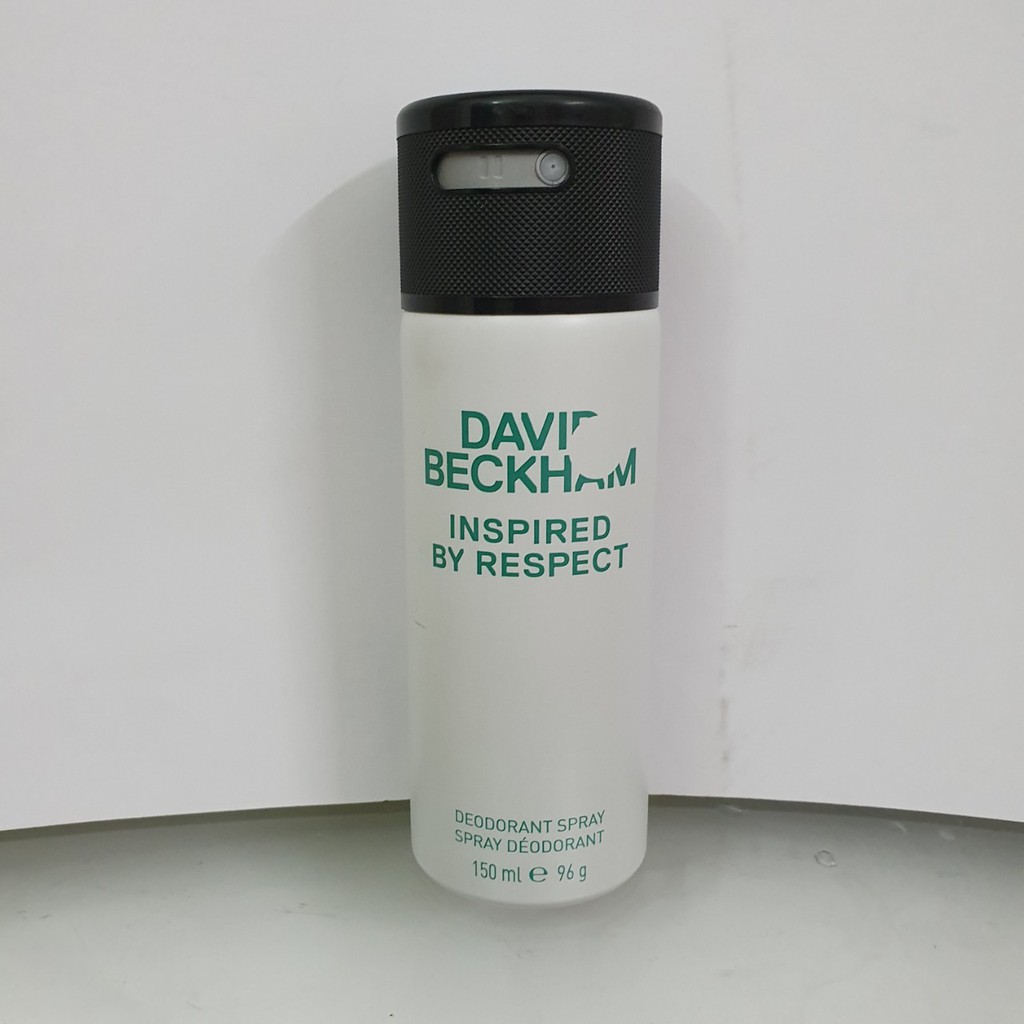 DAVID
BECKHAM
INSPIRED
BY RESPECT
DEODORANT SPRAY
SPRAY DÉODORANT
150 ml e 96 g